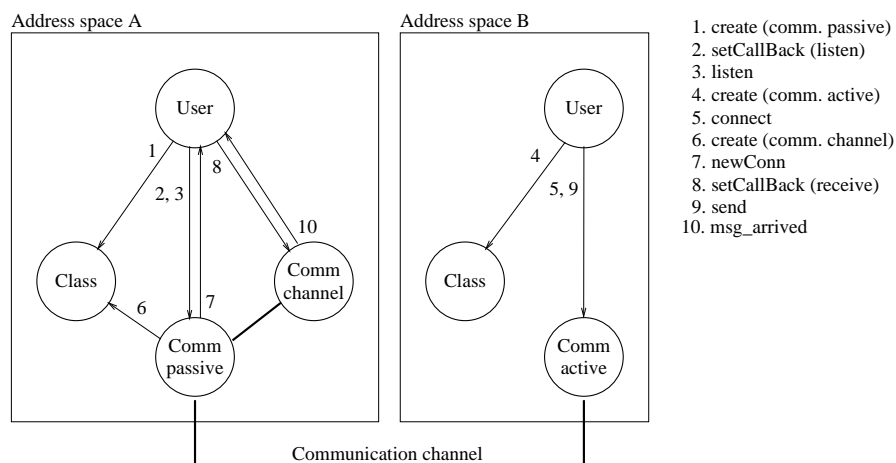 Address space A
Address space B
1. create (comm. passive)
2. setCallBack (listen)
3. listen
4. create (comm. active)
5. connect
6. create (comm. channel)
7. newConn
8. setCallBack (receive)
9. send
10. msg_arrived
User
1
2, 3
8
10
Class
Comm
channel
6
7
Comm
passive
User
4
5, 9
Class
Comm
active
Communication channel